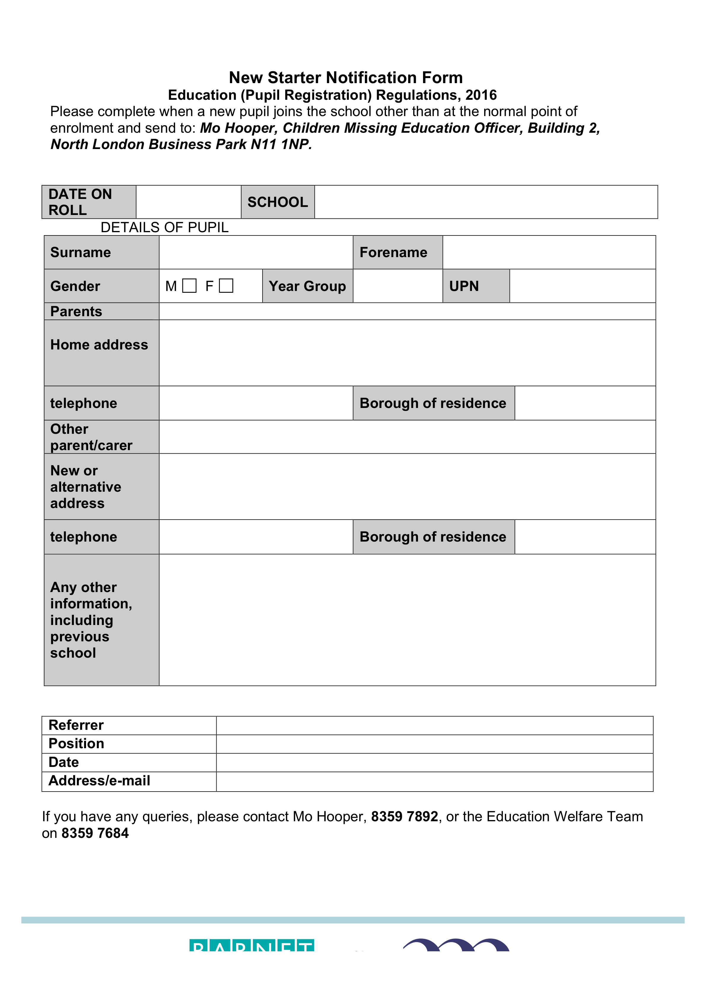 New Starter Notification Form
Education (Pupil Registration) Regulations, 2016
Please complete when a new pupil joins the school other than at the normal point of
enrolment and send to: Mo Hooper, Children Missing Education Officer, Building 2,
North London Business Park N11 1NP.
DATE ON
ROLL
SCHOOL
DETAILS OF PUPIL
Surname
Forename
Gender
M F
Year Group
UPN
Parents
Home address
telephone
Borough of residence
Other
parent/carer
New or
alternative
address
telephone
Borough of residence
Any other
information,
including
previous
school
Referrer
Position
Date
Address/e-mail
If you have any queries, please contact Mo Hooper, 8359 7892, or the Education Welfare Team
on 8359 7684
BARNET